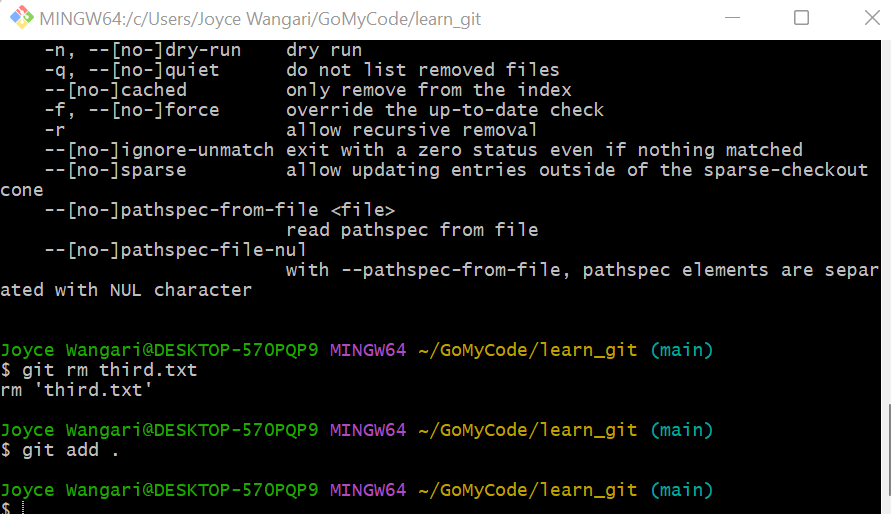 MINGW64:/c/Users/Joyce Wangari/GoMyCode/learn_git
-n, --[no-]dry-run    dry run
-q, --[no-]quiet      do not list removed files
--[no-]cached         only remove from the index
-f, --[no-]force      override the up-to-date check
-r                    allow recursive removal
--[no-]ignore-unmatch exit with a zero status even if nothing matched
--[no-]sparse         allow updating entries outside of the sparse-checkout
cone
--[no-]pathspec-from-file <file>
read pathspec from file
--[no-]pathspec-file-nul
with --pathspec-from-file, pathspec elements are separ
ated with NUL character
Joyce Wangari@DESKTOP-570PQP9 MINGW64 ~/GoMyCode/learn_git (main)
$ git rm third.txt
rm 'third.txt'
Joyce Wangari@DESKTOP-570PQP9 MINGW64 ~/GoMyCode/learn_git (main)
$ git add .
Joyce Wangari@DESKTOP-570PQP9 MINGW64 ~/GoMyCode/learn_git (main)
$